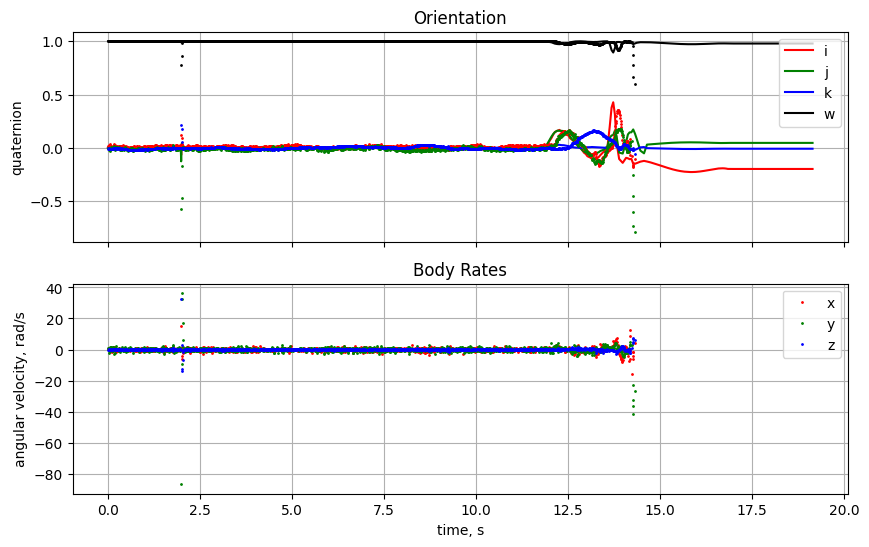 Orientation
1.0
0.5
0.0
−0.5
quaternion
i
j
k
w
Body Rates
40
20
0
−20
−40
−60
−80
angular velocity, rad/s
x
y
z
0.0 2.5 5.0 7.5 10.0 12.5 15.0 17.5 20.0
time, s